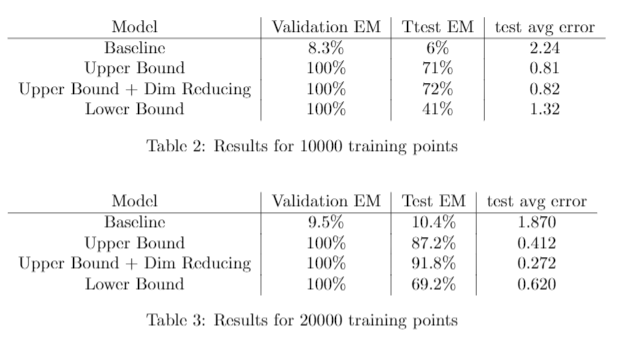 Model Validation EM Ttest EM test avg error
Baseline 8.3% 6% 2.24
Upper Bound 100% 71% 0.81
Upper Bound + Dim Reducing 100% 72% 0.82
Lower Bound 100% 41% 1.32
Table 2: Results for 10000 training points
Model Validation EM Test EM test avg error
Baseline 9.5% 10.4% 1.870
Upper Bound 100% 87.2% 0.412
Upper Bound + Dim Reducing 100% 91.8% 0.272
Lower Bound 100% 69.2% 0.620
Table 3: Results for 20000 training points